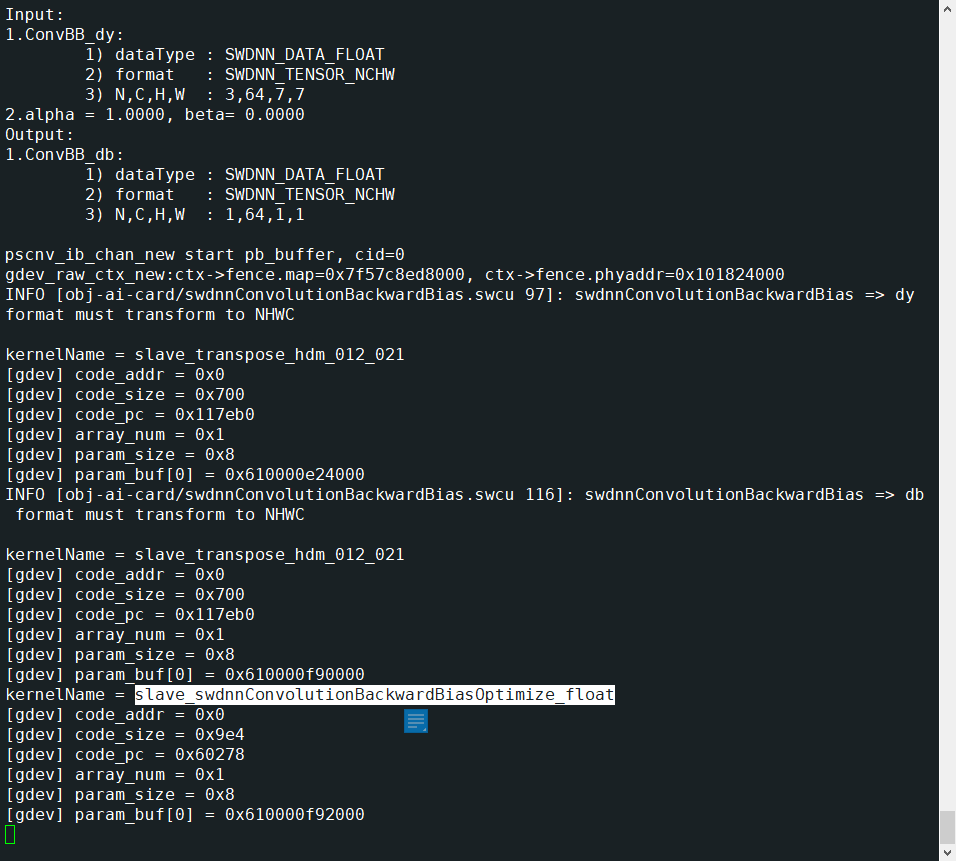 Input:
1.ConvBB_dy:
        1) dataType : SWDNN_DATA_FLOAT
        2) format   : SWDNN_TENSOR_NCHW
        3) N,C,H,W  : 3,64,7,7
2.alpha = 1.0000, beta= 0.0000
Output:
1.ConvBB_db:
        1) dataType : SWDNN_DATA_FLOAT
        2) format   : SWDNN_TENSOR_NCHW
        3) N,C,H,W  : 1,64,1,1

pscnv_ib_chan_new start pb_buffer, cid=0
gdev_raw_ctx_new:ctx->fence.map=0x7f57c8ed8000, ctx->fence.phyaddr=0x101824000
INFO [obj-ai-card/swdnnConvolutionBackwardBias.swcu 97]: swdnnConvolutionBackwardBias => dy
format must transform to NHWC

kernelName = slave_transpose_hdm_012_021
[gdev] code_addr = 0x0
[gdev] code_size = 0x700
[gdev] code_pc = 0x117eb0
[gdev] array_num = 0x1
[gdev] param_size = 0x8
[gdev] param_buf[0] = 0x610000e24000
INFO [obj-ai-card/swdnnConvolutionBackwardBias.swcu 116]: swdnnConvolutionBackwardBias => db
 format must transform to NHWC

kernelName = slave_transpose_hdm_012_021
[gdev] code_addr = 0x0
[gdev] code_size = 0x700
[gdev] code_pc = 0x117eb0
[gdev] array_num = 0x1
[gdev] param_size = 0x8
[gdev] param_buf[0] = 0x610000f90000
kernelName = slave_swdnnConvolutionBackwardBiasOptimize_float
[gdev] code_addr = 0x0
[gdev] code_size = 0x9e4
[gdev] code_pc = 0x60278
[gdev] array_num = 0x1
[gdev] param_size = 0x8
[gdev] param_buf[0] = 0x610000f92000